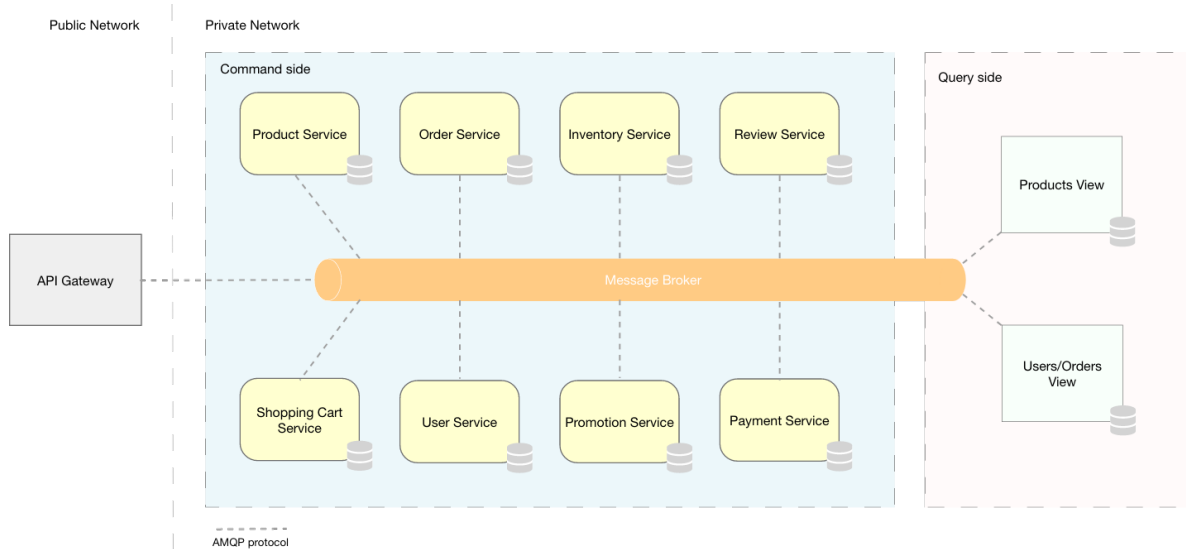 Public Network
Private Network
Command side
Query side
Product Service
Order Service
Inventory Service
Review Service
Products View
API Gateway
Message Broker
Users/Orders
View
Shopping Cart
Service
User Service
Promotion Service
Payment Service
AMQP protocol